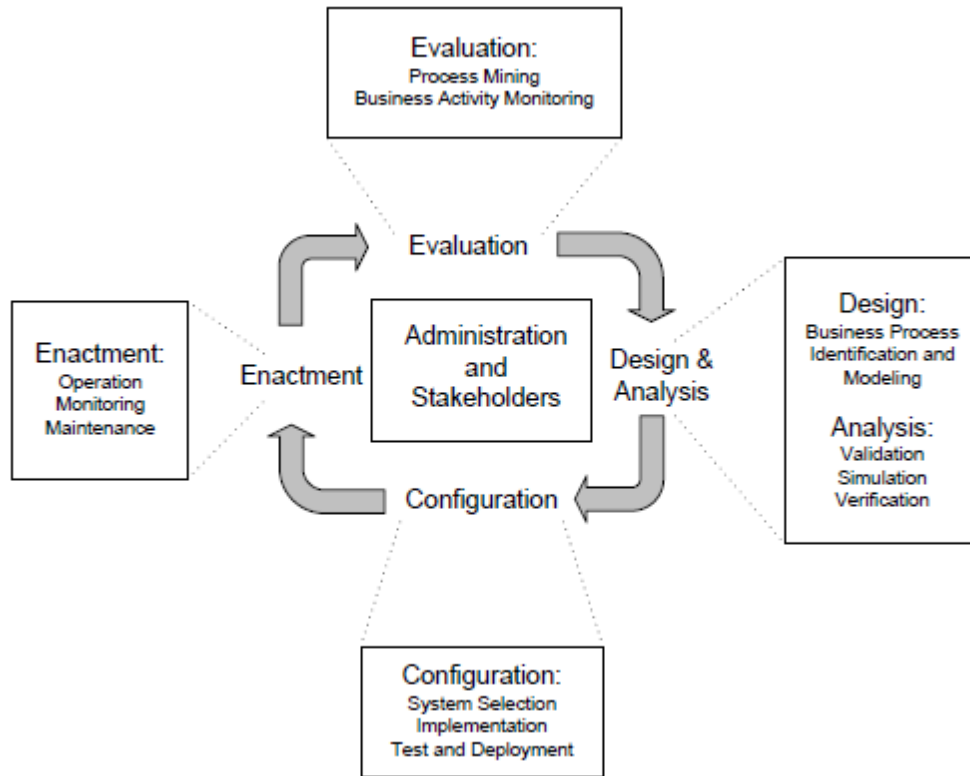 Evaluation:
Process Mining
Business Activity Monitoring
Evaluation
Enactment:
Operation
Monitoring
Maintenance
Enactment
Administration
and
Stakeholders
Design &
Analysis
Design:
Business Process
Identification and
Modeling
Analysis:
Validation
Simulation
Verification
Configuration
Configuration:
System Selection
Implementation
Test and Deployment